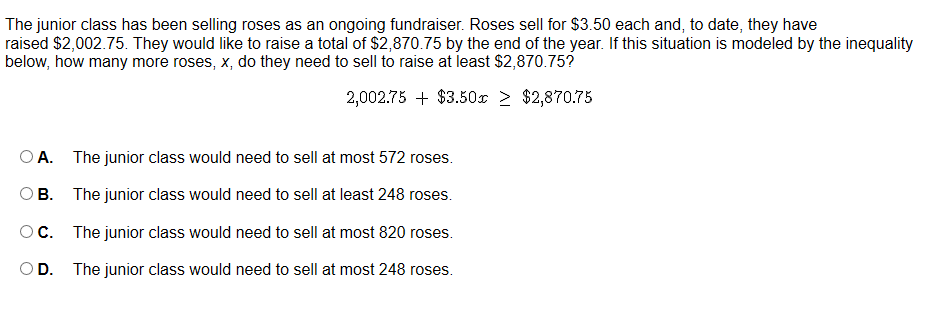 The junior class has been selling roses as an ongoing fundraiser. Roses sell for $3.50 each and, to date, they have
raised $2,002.75. They would like to raise a total of $2,870.75 by the end of the year. If this situation is modeled by the inequality
below, how many more roses, x, do they need to sell to raise at least $2,870.75?
2,002.75 + $3.50x ≥ $2,870.75
A. The junior class would need to sell at most 572 roses.
B. The junior class would need to sell at least 248 roses.
C. The junior class would need to sell at most 820 roses.
D. The junior class would need to sell at most 248 roses.